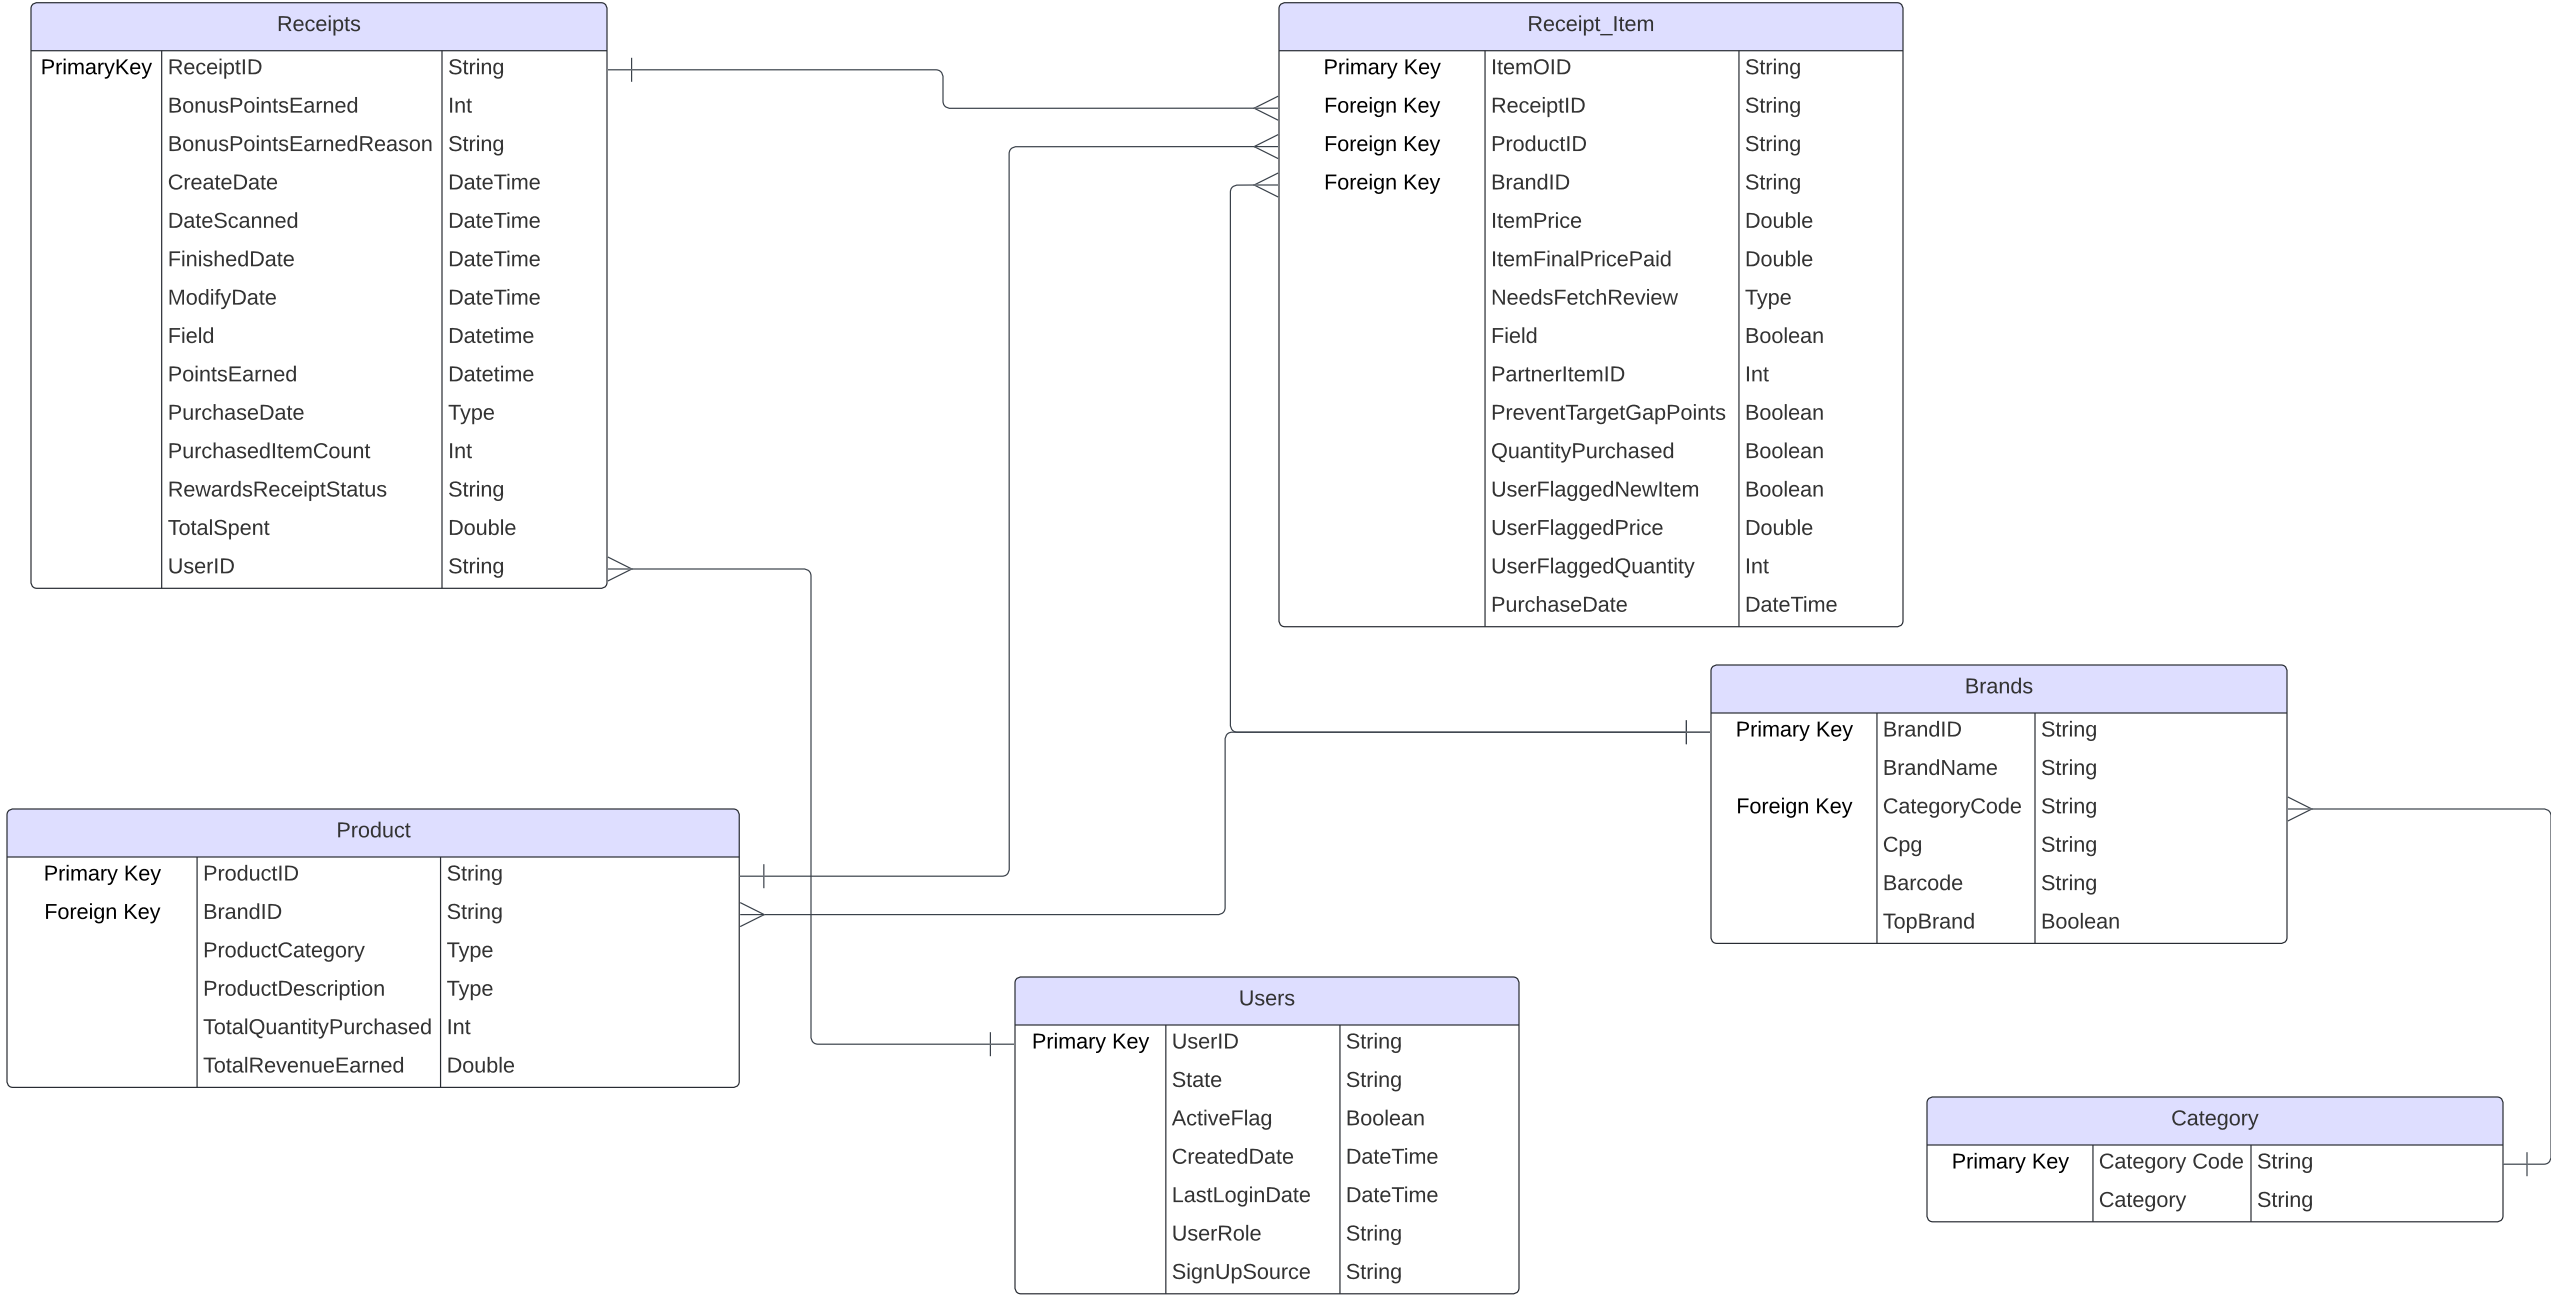 Receipts
PrimaryKey ReceiptID String
BonusPointsEarned Int
BonusPointsEarnedReason String
CreateDate DateTime
DateScanned DateTime
FinishedDate DateTime
ModifyDate DateTime
Field Datetime
PointsEarned Datetime
PurchaseDate Type
PurchasedItemCount Int
RewardsReceiptStatus String
TotalSpent Double
UserID String
Receipt_Item
Primary Key ItemOID String
Foreign Key ReceiptID String
Foreign Key ProductID String
Foreign Key BrandID String
ItemPrice Double
ItemFinalPricePaid Double
NeedsFetchReview Type
Field Boolean
PartnerItemID Int
PreventTargetGapPoints Boolean
QuantityPurchased Boolean
UserFlaggedNewItem Boolean
UserFlaggedPrice Double
UserFlaggedQuantity Int
PurchaseDate DateTime
Brands
Primary Key BrandID String
BrandName String
Foreign Key CategoryCode String
Cpg String
Barcode String
TopBrand Boolean
Product
Primary Key ProductID String
Foreign Key BrandID String
ProductCategory Type
ProductDescription Type
TotalQuantityPurchased Int
TotalRevenueEarned Double
Users
Primary Key UserID String
State String
ActiveFlag Boolean
CreatedDate DateTime
LastLoginDate DateTime
UserRole String
SignUpSource String
Category
Primary Key Category Code String
Category String